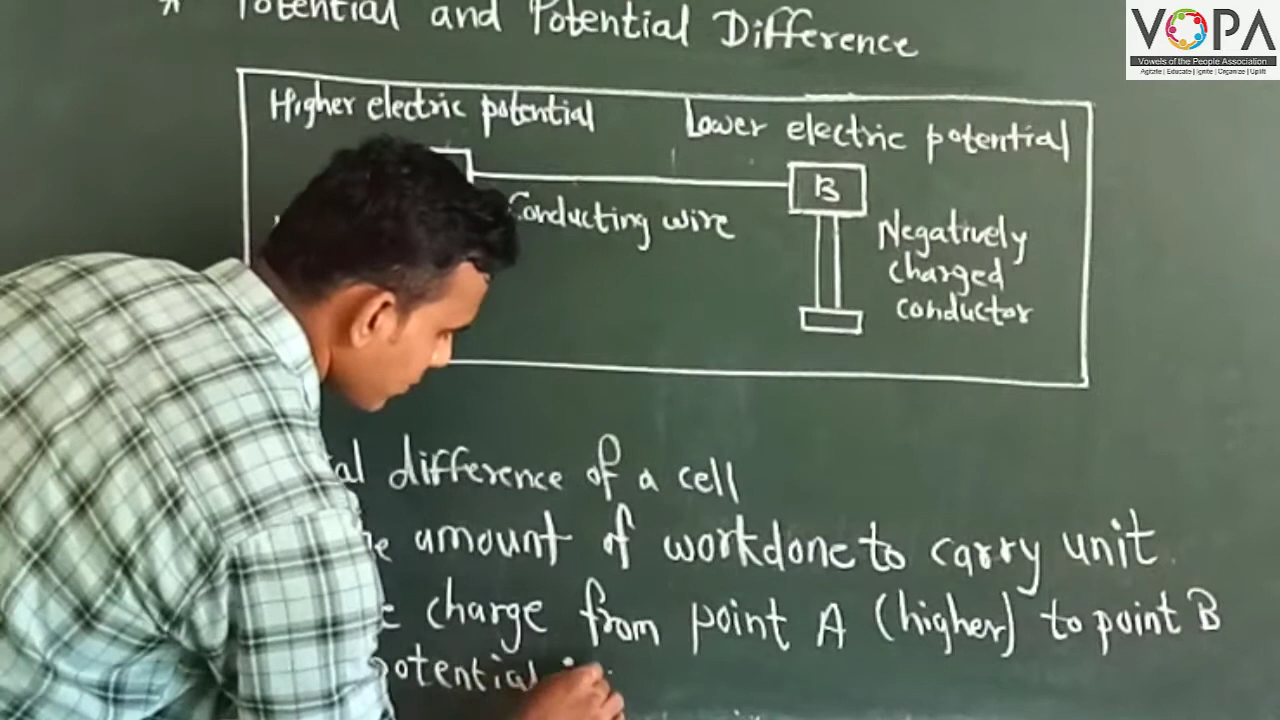 Potential and Potential Difference
VOPA
Vowels of the People Association
Agitate | Educate | Ignite | Organize | Uplift
Higher electric potential
Lower electric potential
B
Conducting wire
Negatively
charged
conductor
difference of a cell
amount of workdone to carry unit
charge from point A (higher) to point B
potential